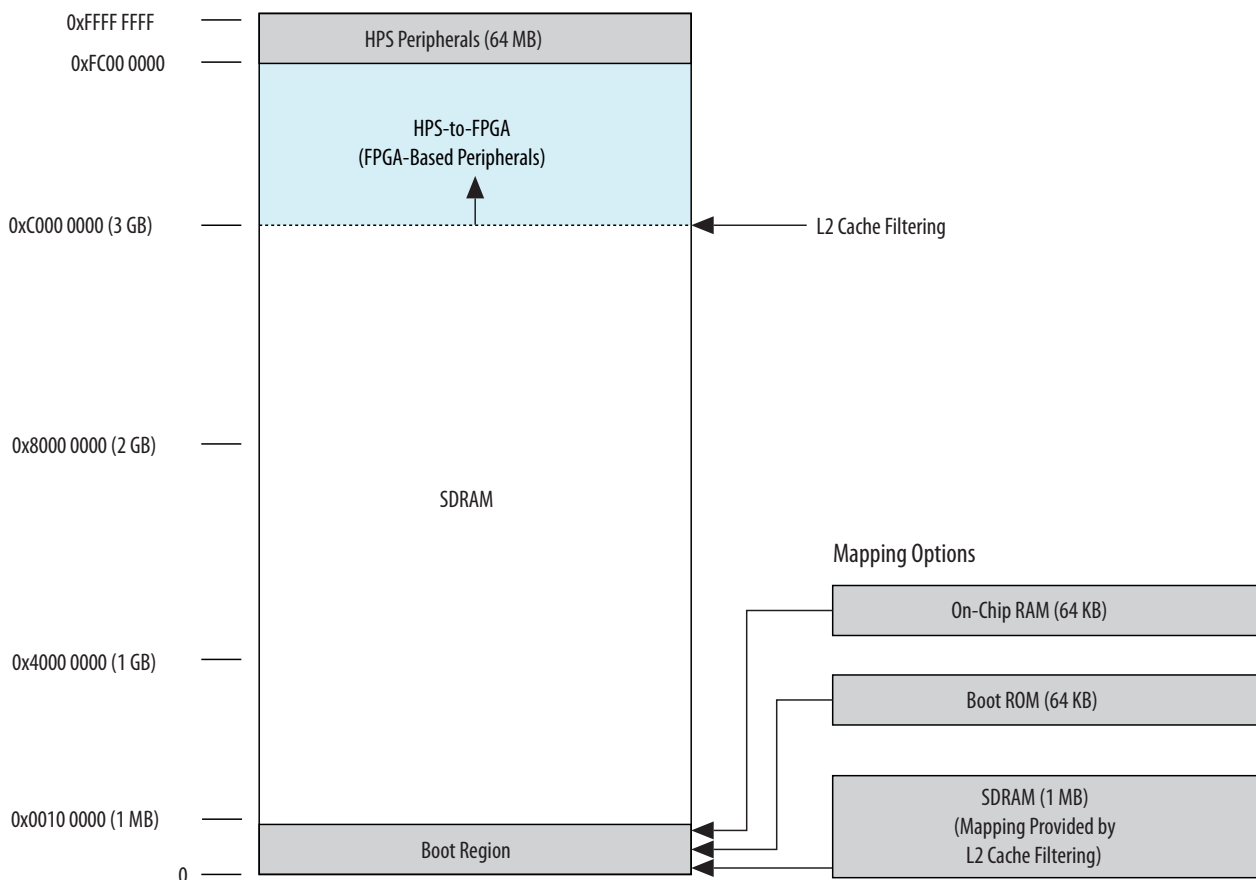 0xFFFF FFFF
HPS Peripherals (64 MB)
0xFC00 0000
HPS-to-FPGA
(FPGA-Based Peripherals)
0xC000 0000 (3 GB)
L2 Cache Filtering
0x8000 0000 (2 GB)
SDRAM
Mapping Options
On-Chip RAM (64 KB)
0x4000 0000 (1 GB)
Boot ROM (64 KB)
SDRAM (1 MB)
(Mapping Provided by
L2 Cache Filtering)
0x0010 0000 (1 MB)
Boot Region
0